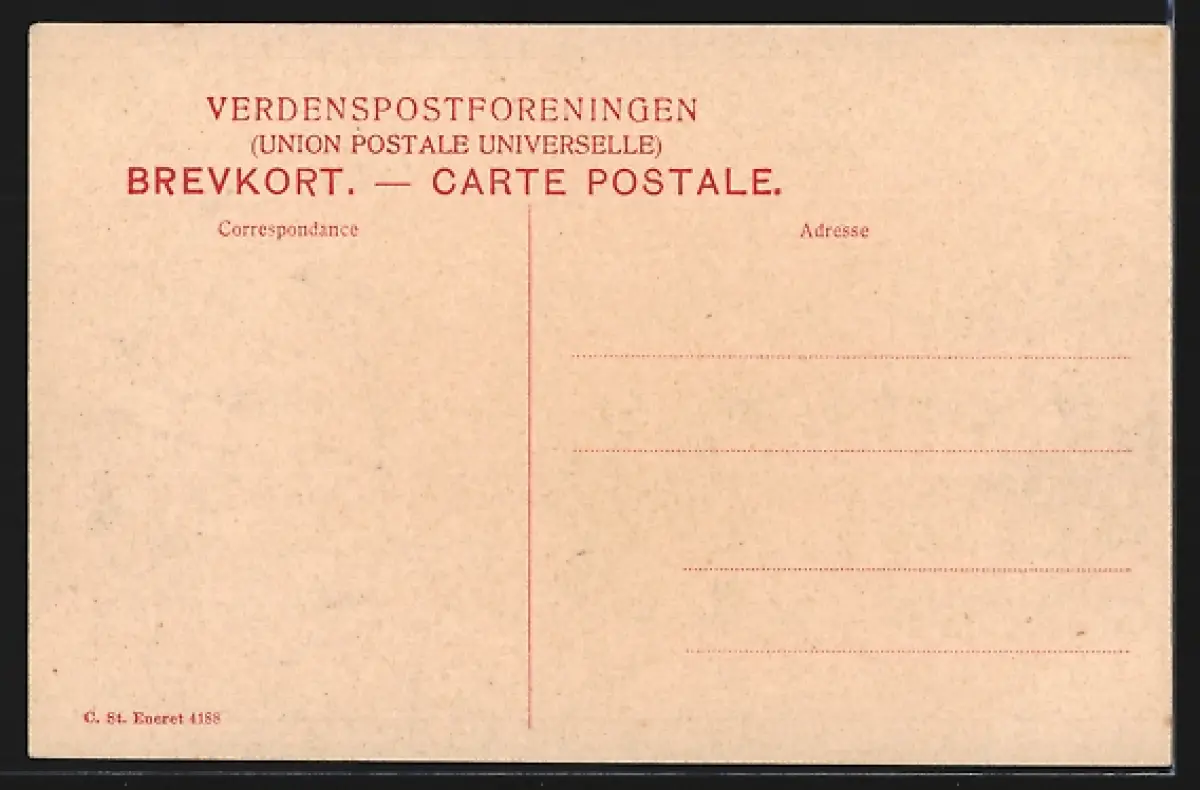 VERDENSPOSTFORENINGEN
(UNION POSTALE UNIVERSELLE)
BREVKORT. — CARTE POSTALE.
Correspondance
Adresse
C. St. Eneret 4188